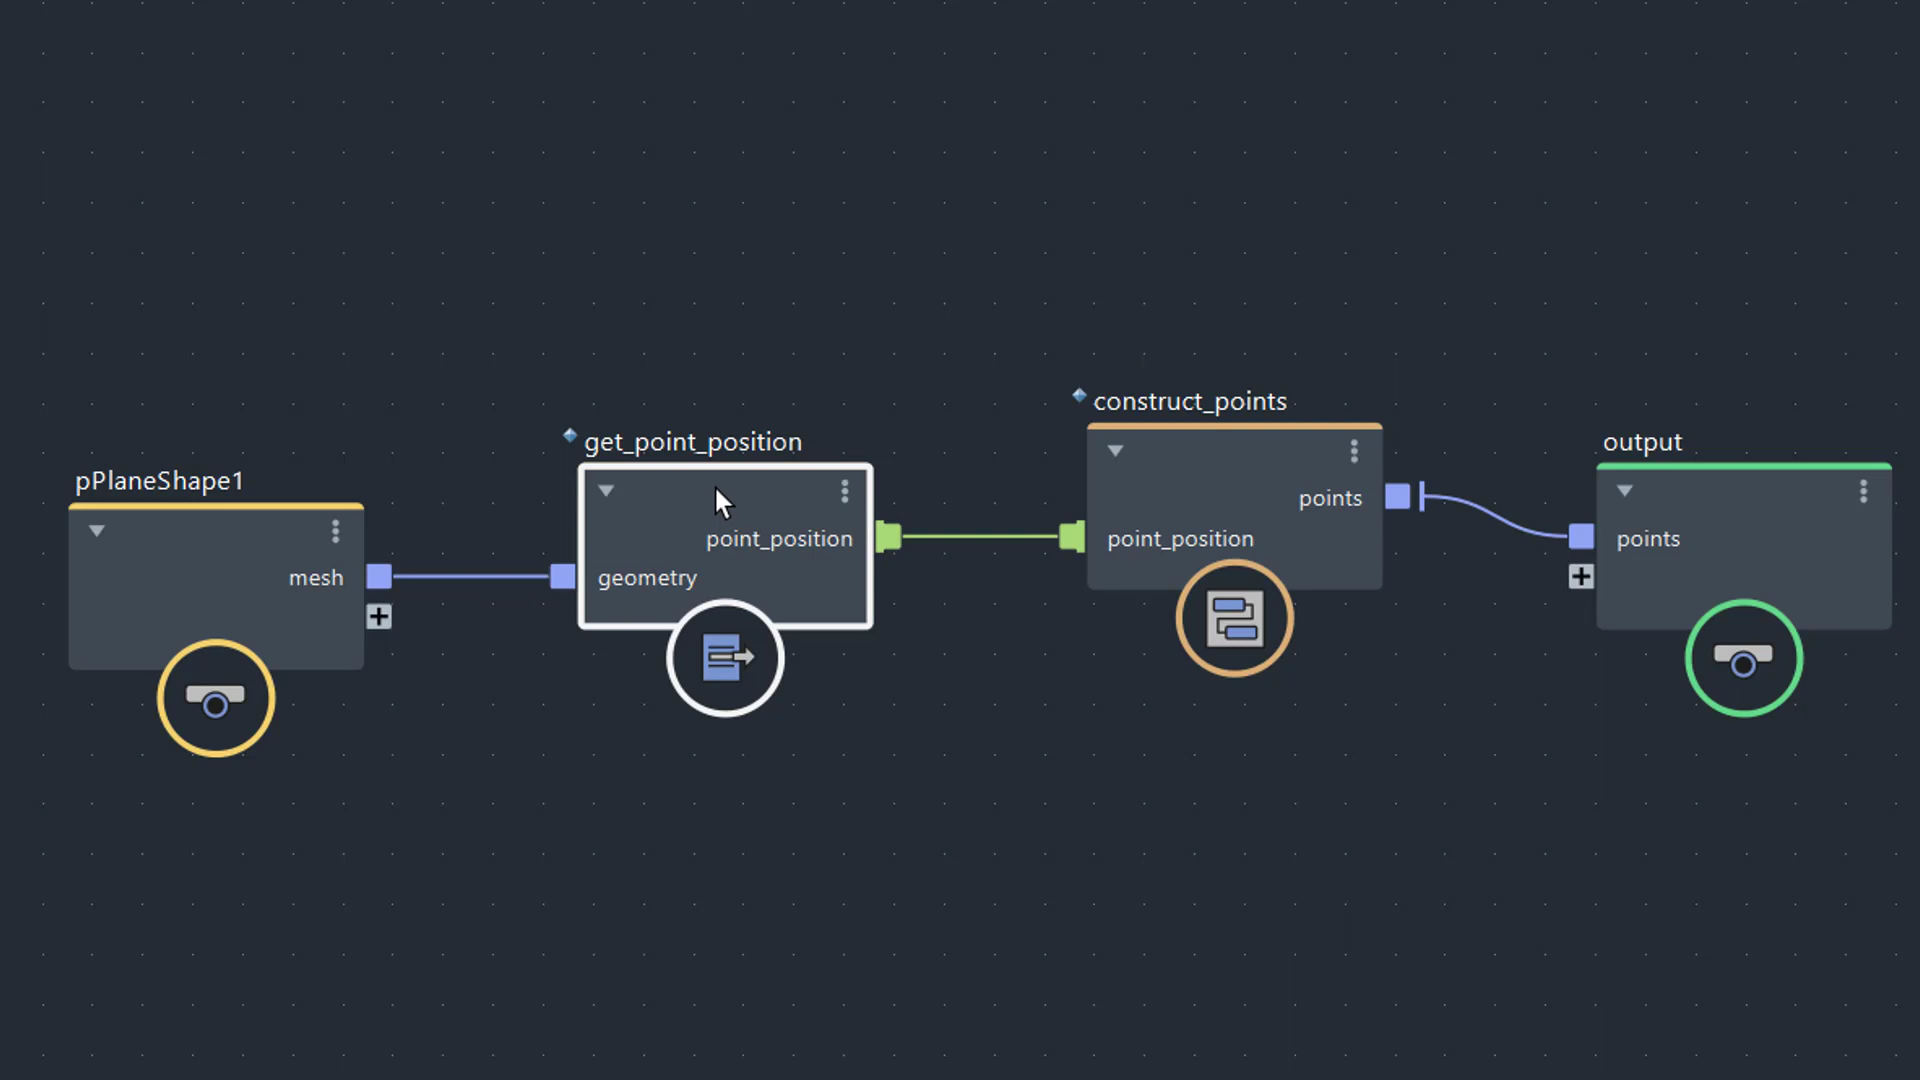 pPlaneShape1
mesh
get_point_position
point_position
geometry
construct_points
points
point_position
output
points